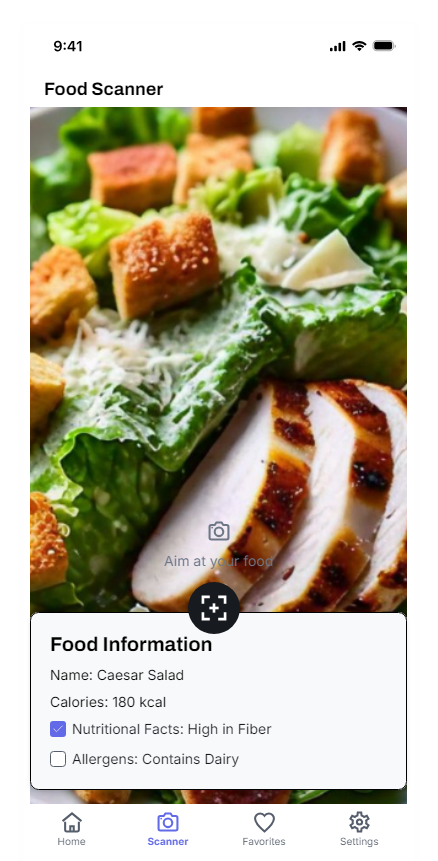 9:41
Food Scanner
Aim at your food
Food Information
Name: Caesar Salad
Calories: 180 kcal
Nutritional Facts: High in Fiber
Allergens: Contains Dairy
Home
Scanner
Favorites
Settings